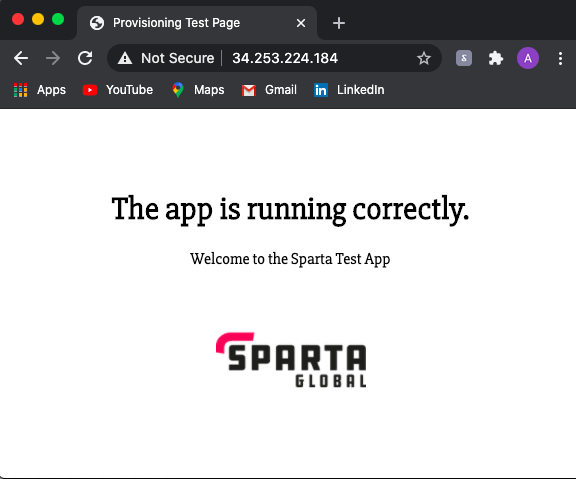 Provisioning Test Page
Not Secure 34.253.224.184
S
A
Apps YouTube Maps Gmail LinkedIn
The app is running correctly.
Welcome to the Sparta Test App
SPARTA
GLOBAL